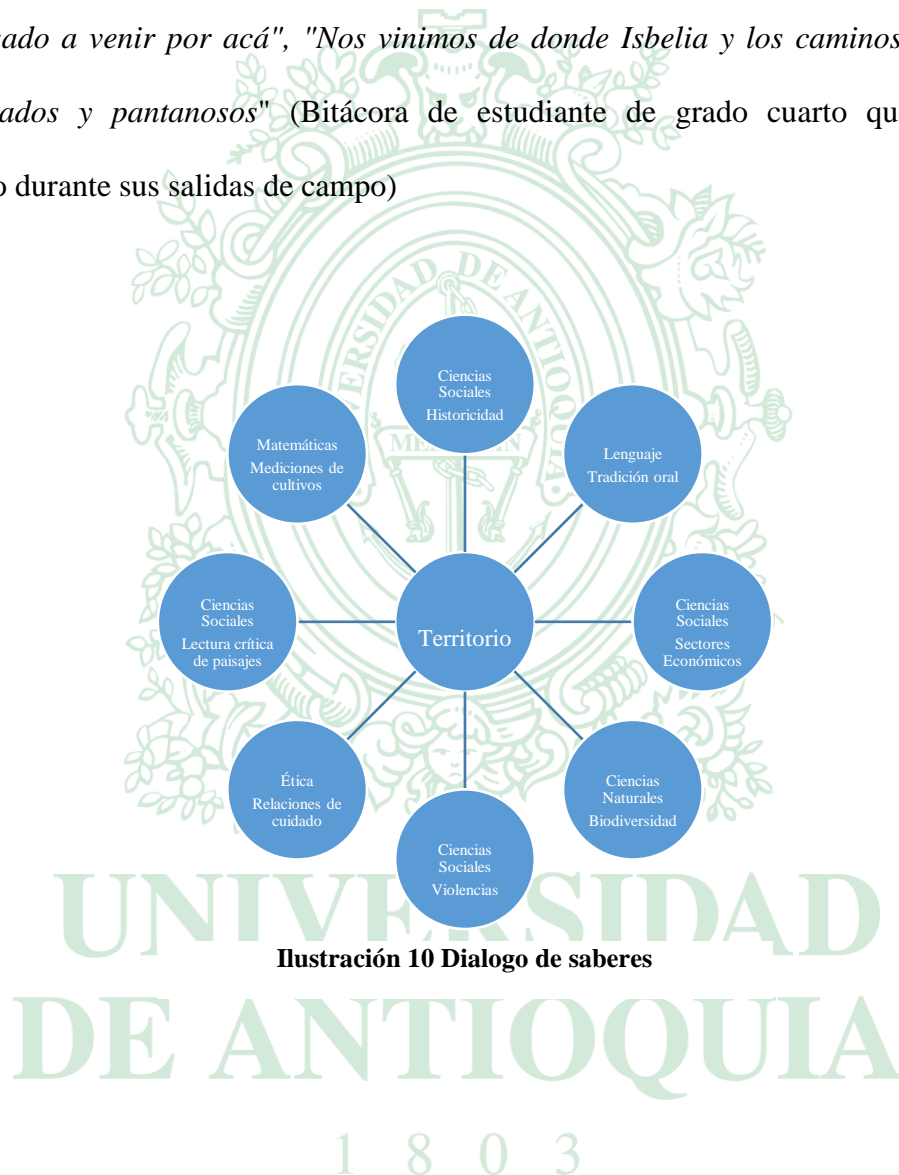 ado a venir por acá", "Nos vinimos de donde Isbelia y los caminos
ados y pantanosos" (Bitácora de estudiante de grado cuarto qu
o durante sus salidas de campo)
Ciencias
Sociales
Historicidad
Matemáticas
Mediciones de
cultivos
Lenguaje
Tradición oral
Ciencias
Sociales
Lectura crítica
de paisajes
Territorio
Ciencias
Sociales
Sectores
Económicos
Ética
Relaciones de
cuidado
Ciencias
Naturales
Biodiversidad
Ciencias
Sociales
Violencias
Ilustración 10 Dialogo de saberes
UNIVERSIDAD
DE ANTIOQUIA
1 8 0 3